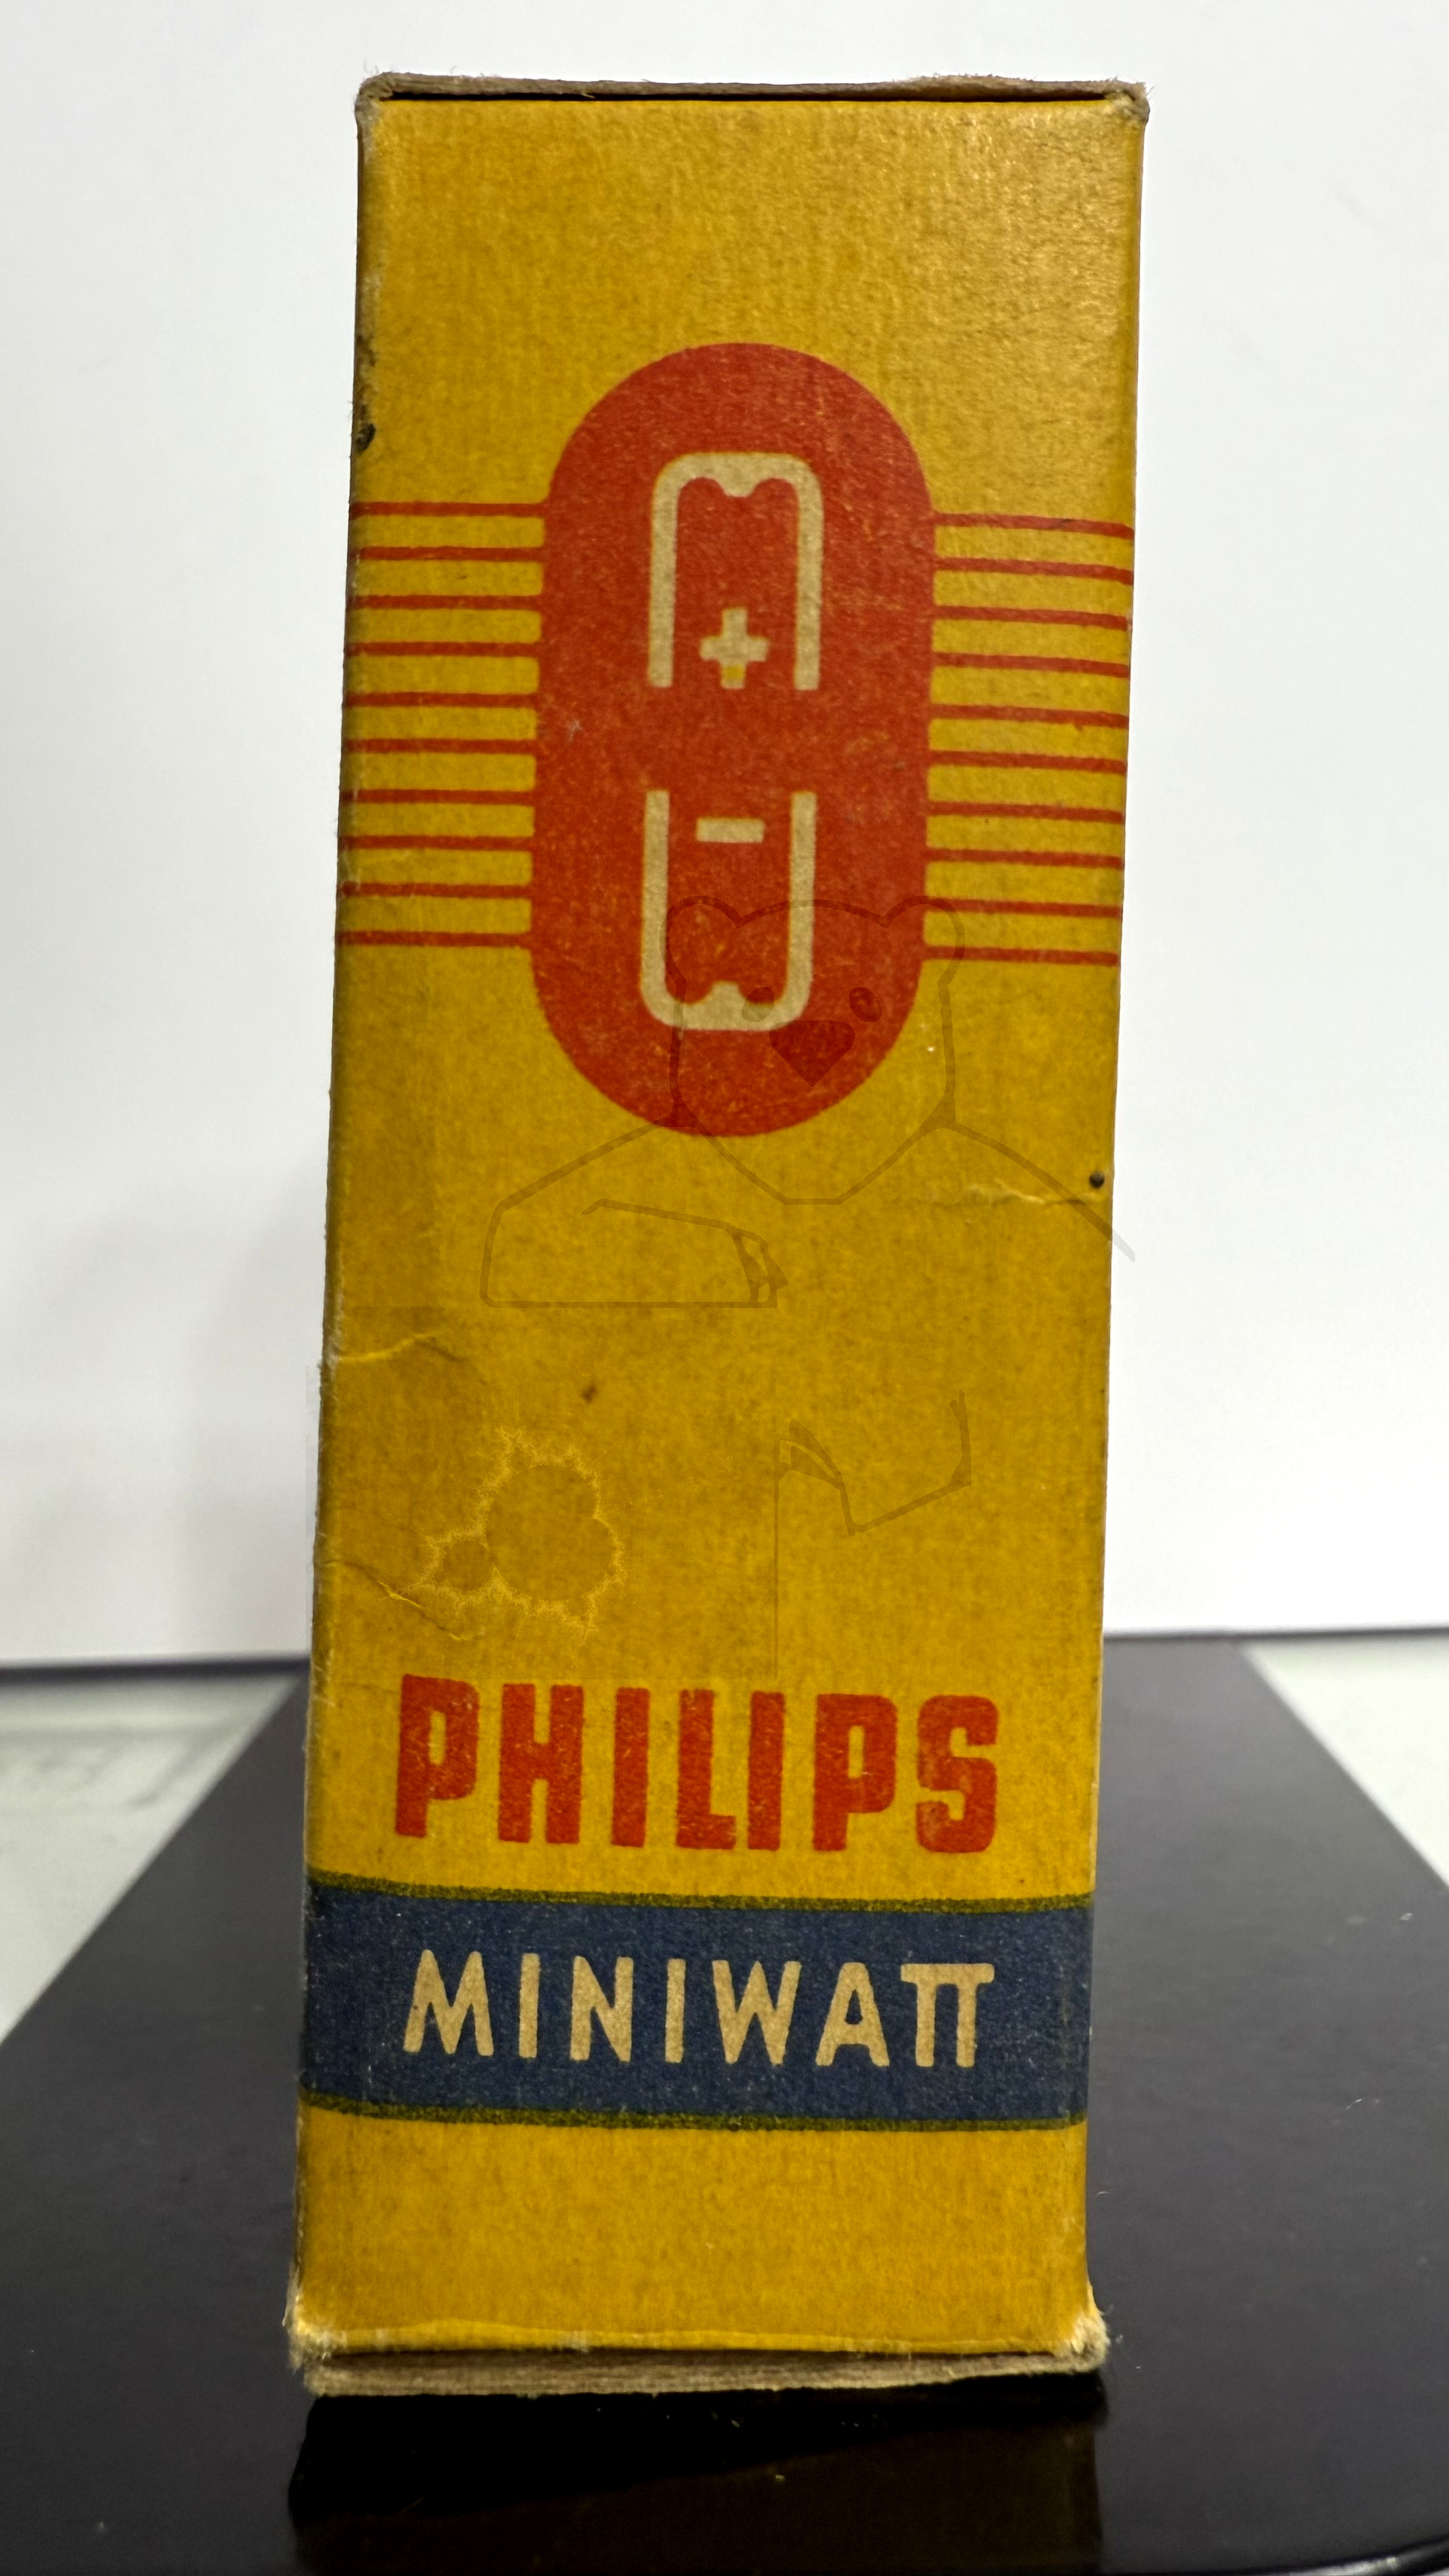 +
-
PHILIPS
MINIWATT